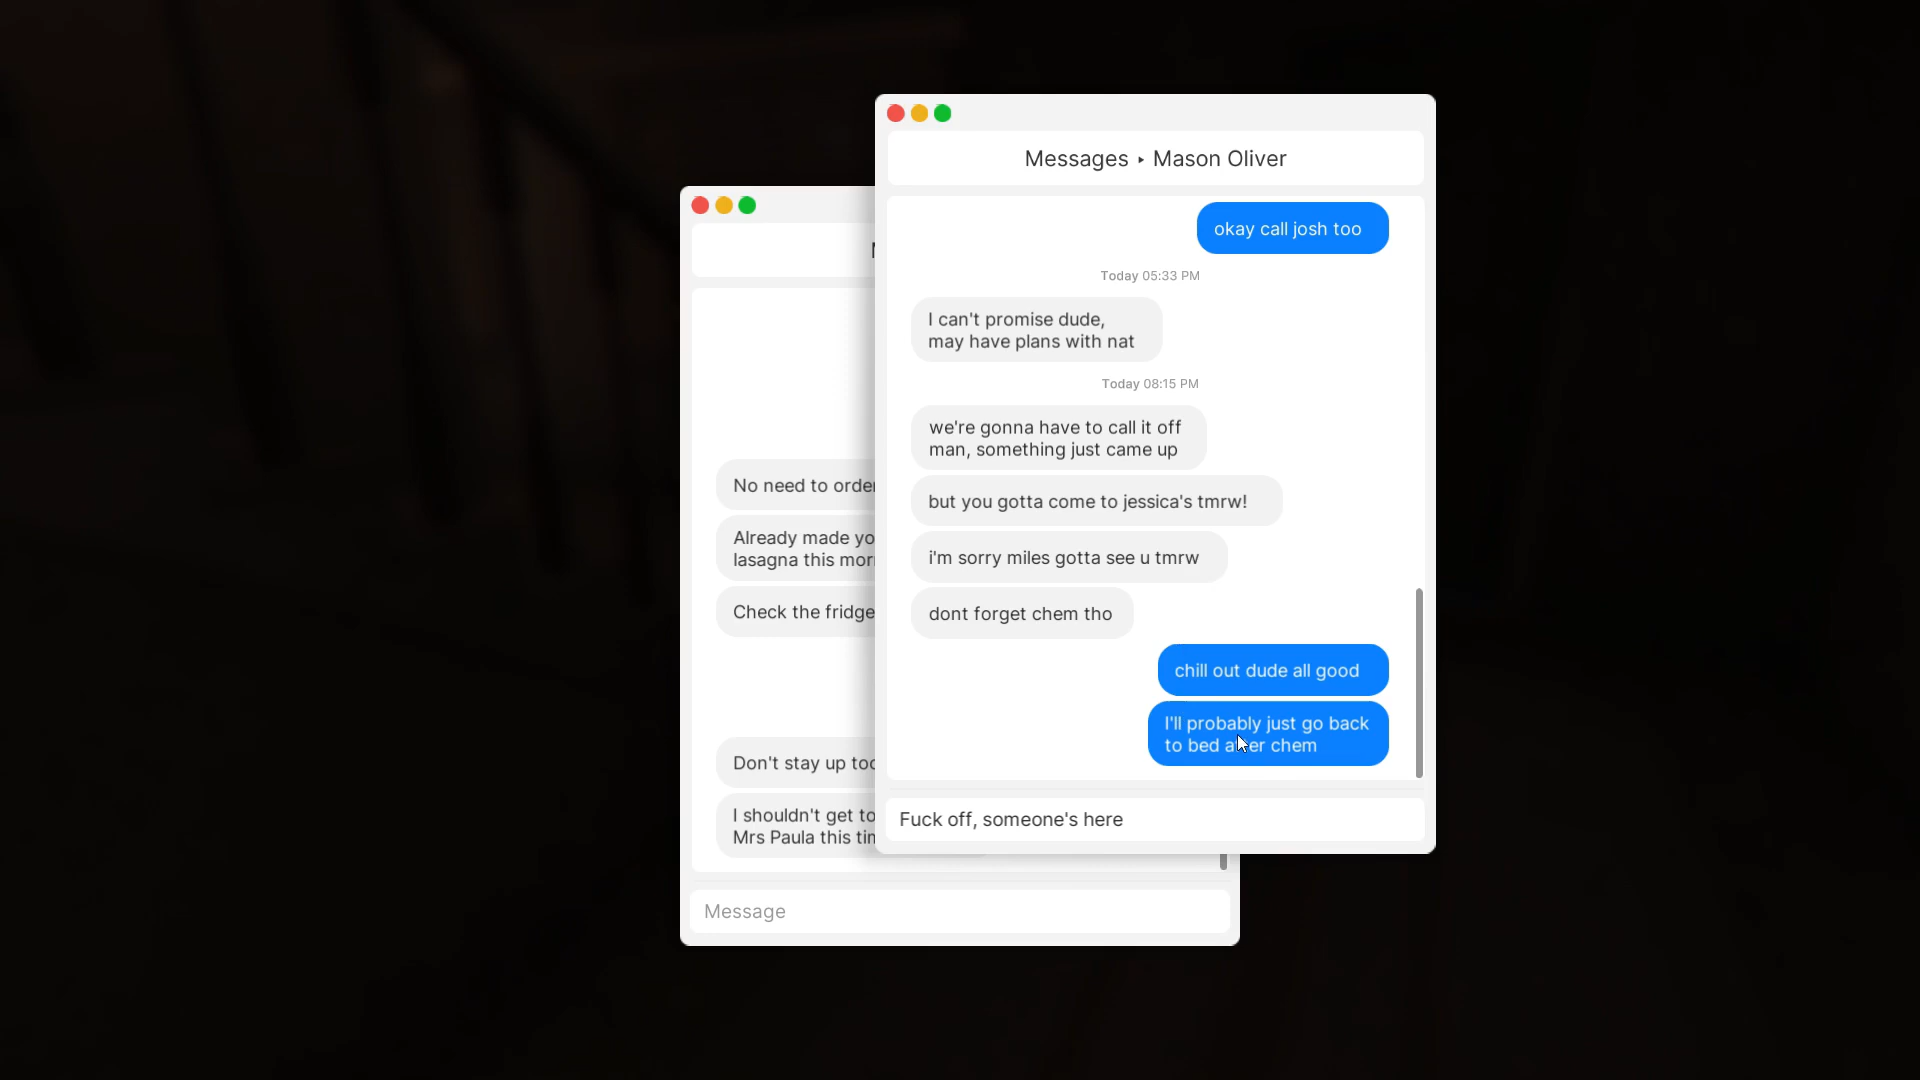 Messages ‣ Mason Oliver
okay call josh too
Today 05:33 PM
I can't promise dude,
may have plans with nat
Today 08:15 PM
we're gonna have to call it off
man, something just came up
but you gotta come to jessica's tmrw!
i'm sorry miles gotta see u tmrw
dont forget chem tho
chill out dude all good
I'll probably just go back
to bed after chem
Fuck off, someone's here
No need to order
Already made
lasagna this
Check the fridge
Don't stay up
I shouldn't get
Mrs Paula this
Message